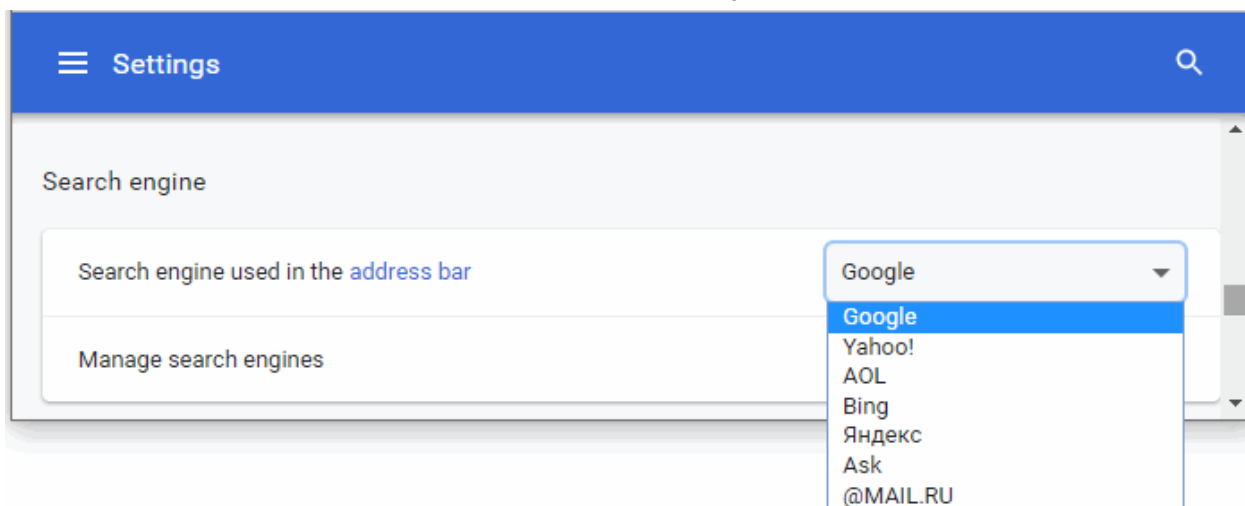 Settings
Search engine
Search engine used in the address bar
Google
Google
Yahoo!
AOL
Bing
Яндекс
Ask
@MAIL.RU
Manage search engines